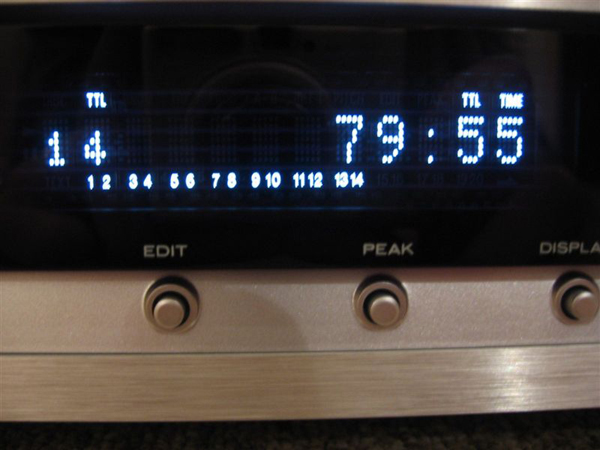 TTL TTL TIME
14 79:55
1 2 3 4 5 6 7 8 9 10 11 12 13 14
EDIT PEAK DISPLA